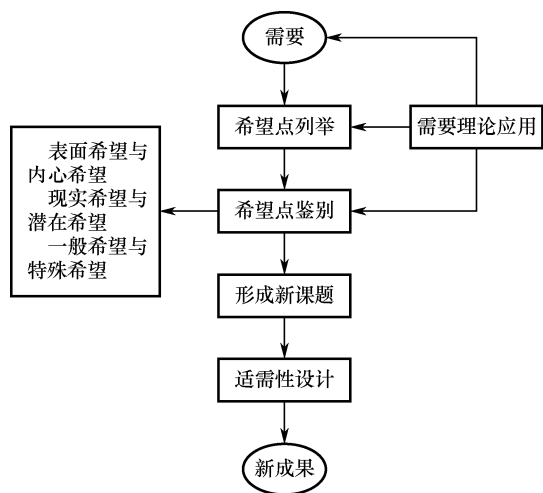 需要
希望点列举
需要理论应用
表面希望与
内心希望
现实希望与
潜在希望
一般希望与
特殊希望
希望点鉴别
形成新课题
适需性设计
新成果